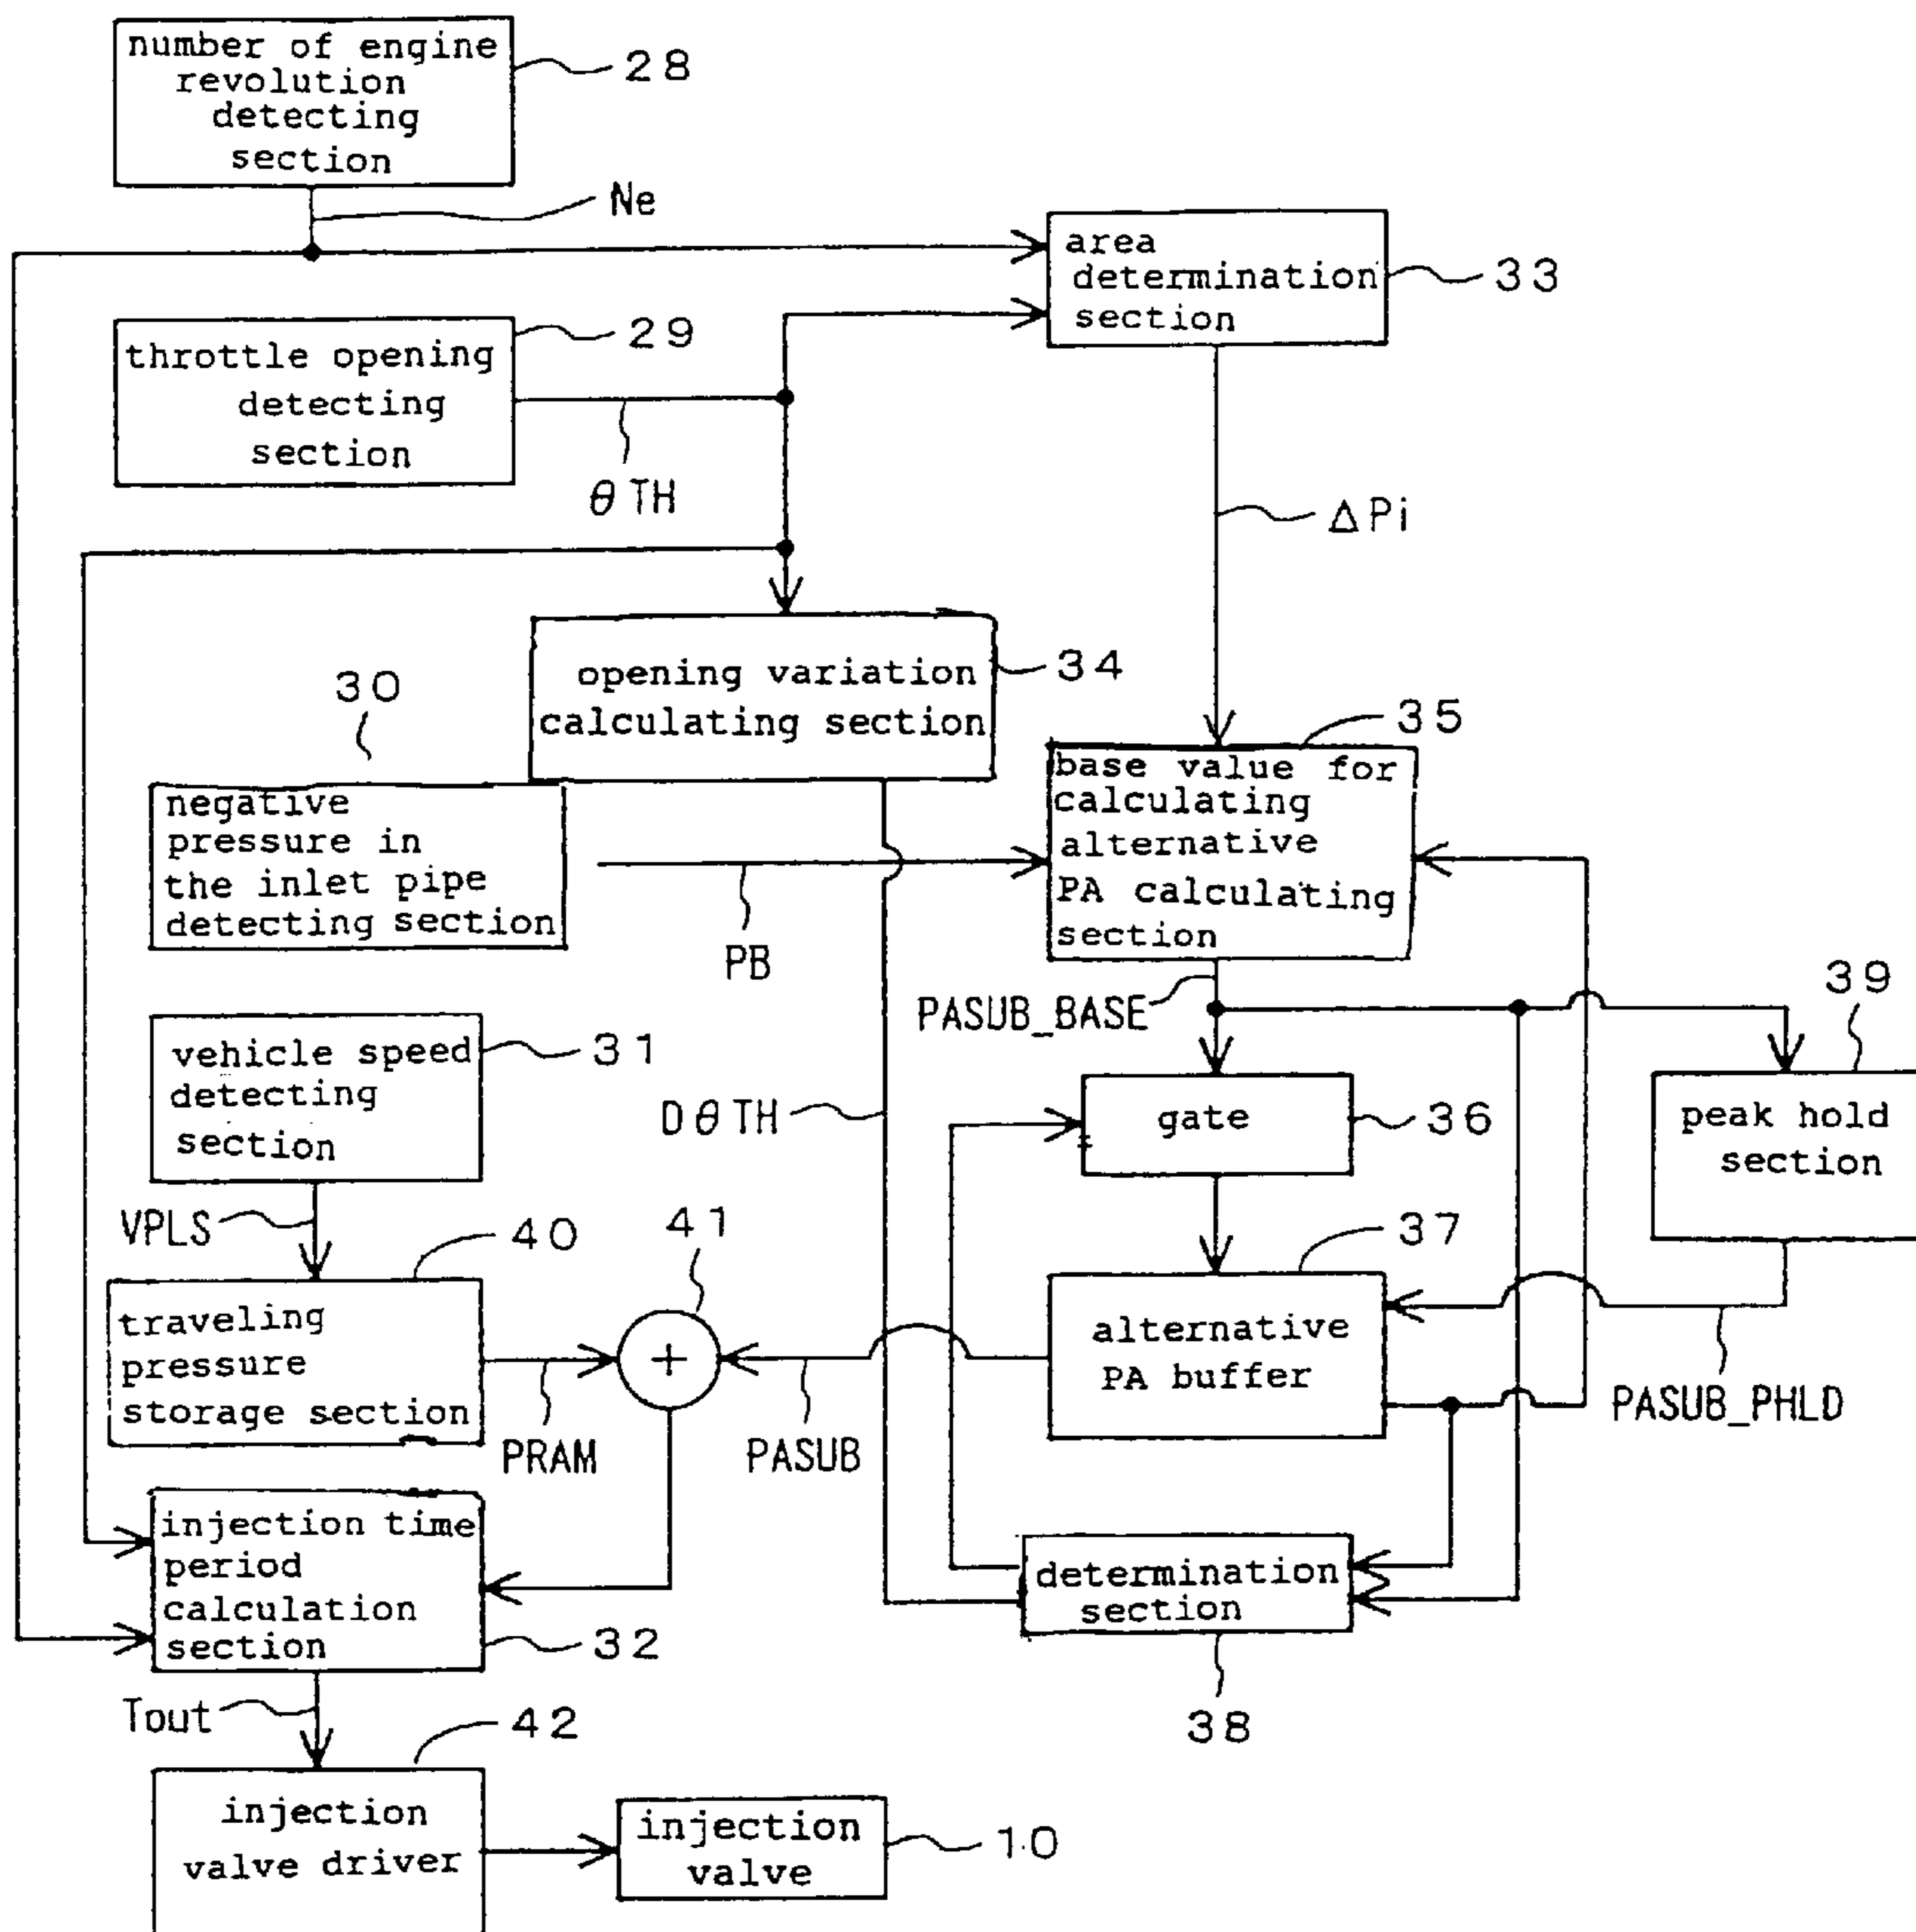 number of engine
revolution
detecting
section
28
Ne
area
determination
section
33
throttle opening
detecting
section
29
θTH
ΔPi
opening variation
calculating section
34
30
negative
pressure in
the inlet pipe
detecting section
PB
35
base value for
calculating
alternative
PA calculating
section
PASUB_BASE
39
peak hold
section
vehicle speed
detecting
section
31
DθTH
gate
36
VPLS
40
41
37
traveling
pressure
storage section
+
alternative
PA buffer
PRAM
PASUB
PASUB_PHLD
injection time
period
calculation
section
32
determination
section
38
Tout
42
injection
valve driver
injection
valve
10